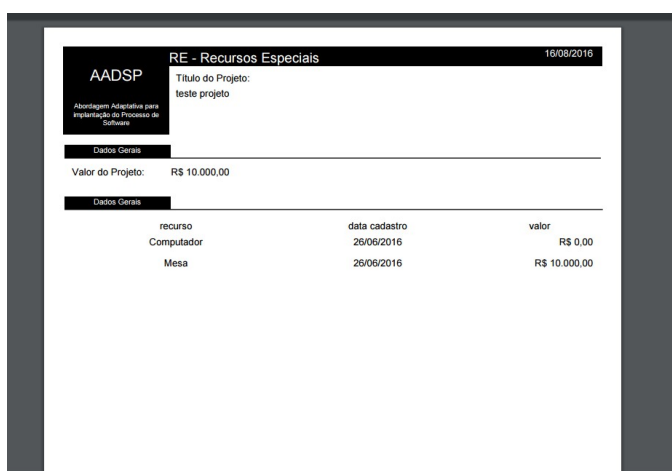 RE - Recursos Especiais
16/08/2016
AADSP
Abordagem Adaptativa para
implantação do Processo de
Software
Título do Projeto:
teste projeto
Dados Gerais
Valor do Projeto: R$ 10.000,00
Dados Gerais
recurso data cadastro valor
Computador 26/06/2016 R$ 0,00
Mesa 26/06/2016 R$ 10.000,00